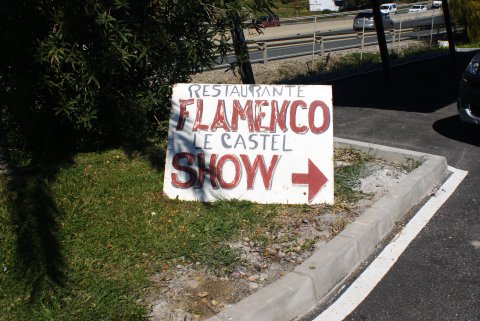 RESTAURANTE
FLAMENCO
LE CASTEL
SHOW